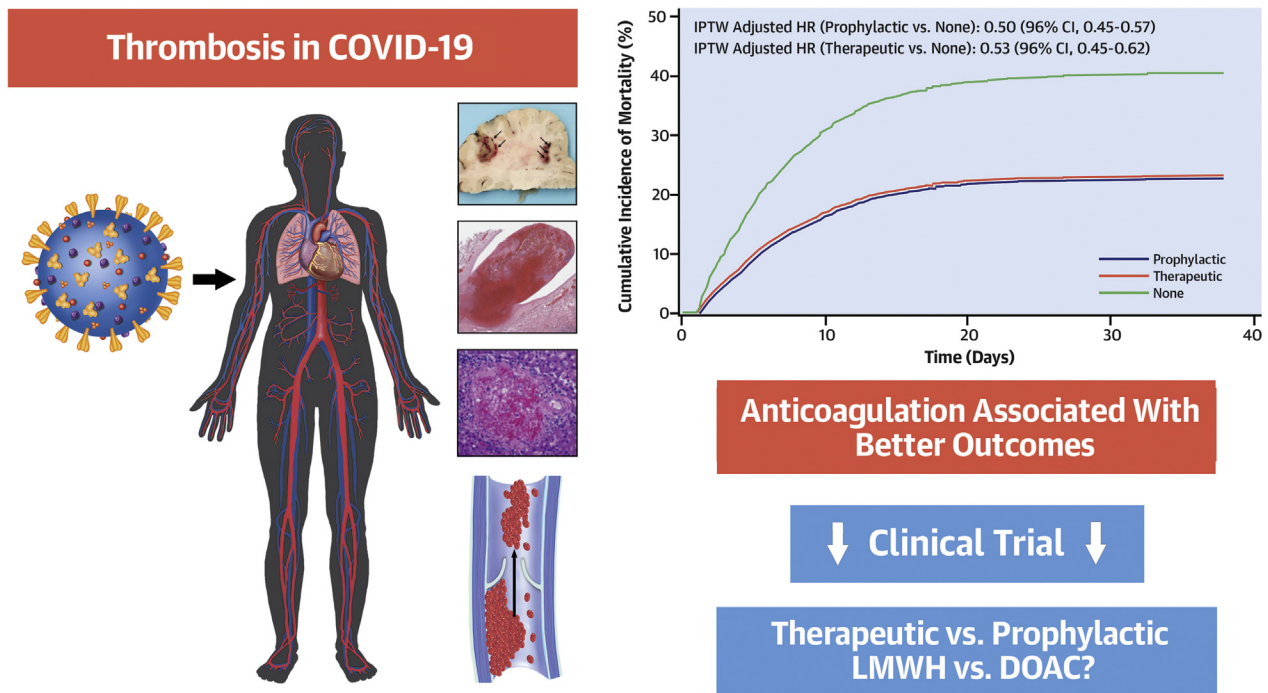 Thrombosis in COVID-19
50
40
30
20
10
0
Cumulative Incidence of Mortality (%)
IPTW Adjusted HR (Prophylactic vs. None): 0.50 (96% CI, 0.45-0.57)
IPTW Adjusted HR (Therapeutic vs. None): 0.53 (96% CI, 0.45-0.62)
Prophylactic
Therapeutic
None
0
10
20
30
40
Time (Days)
Anticoagulation Associated With
Better Outcomes
Clinical Trial
Therapeutic vs. Prophylactic
LMWH vs. DOAC?